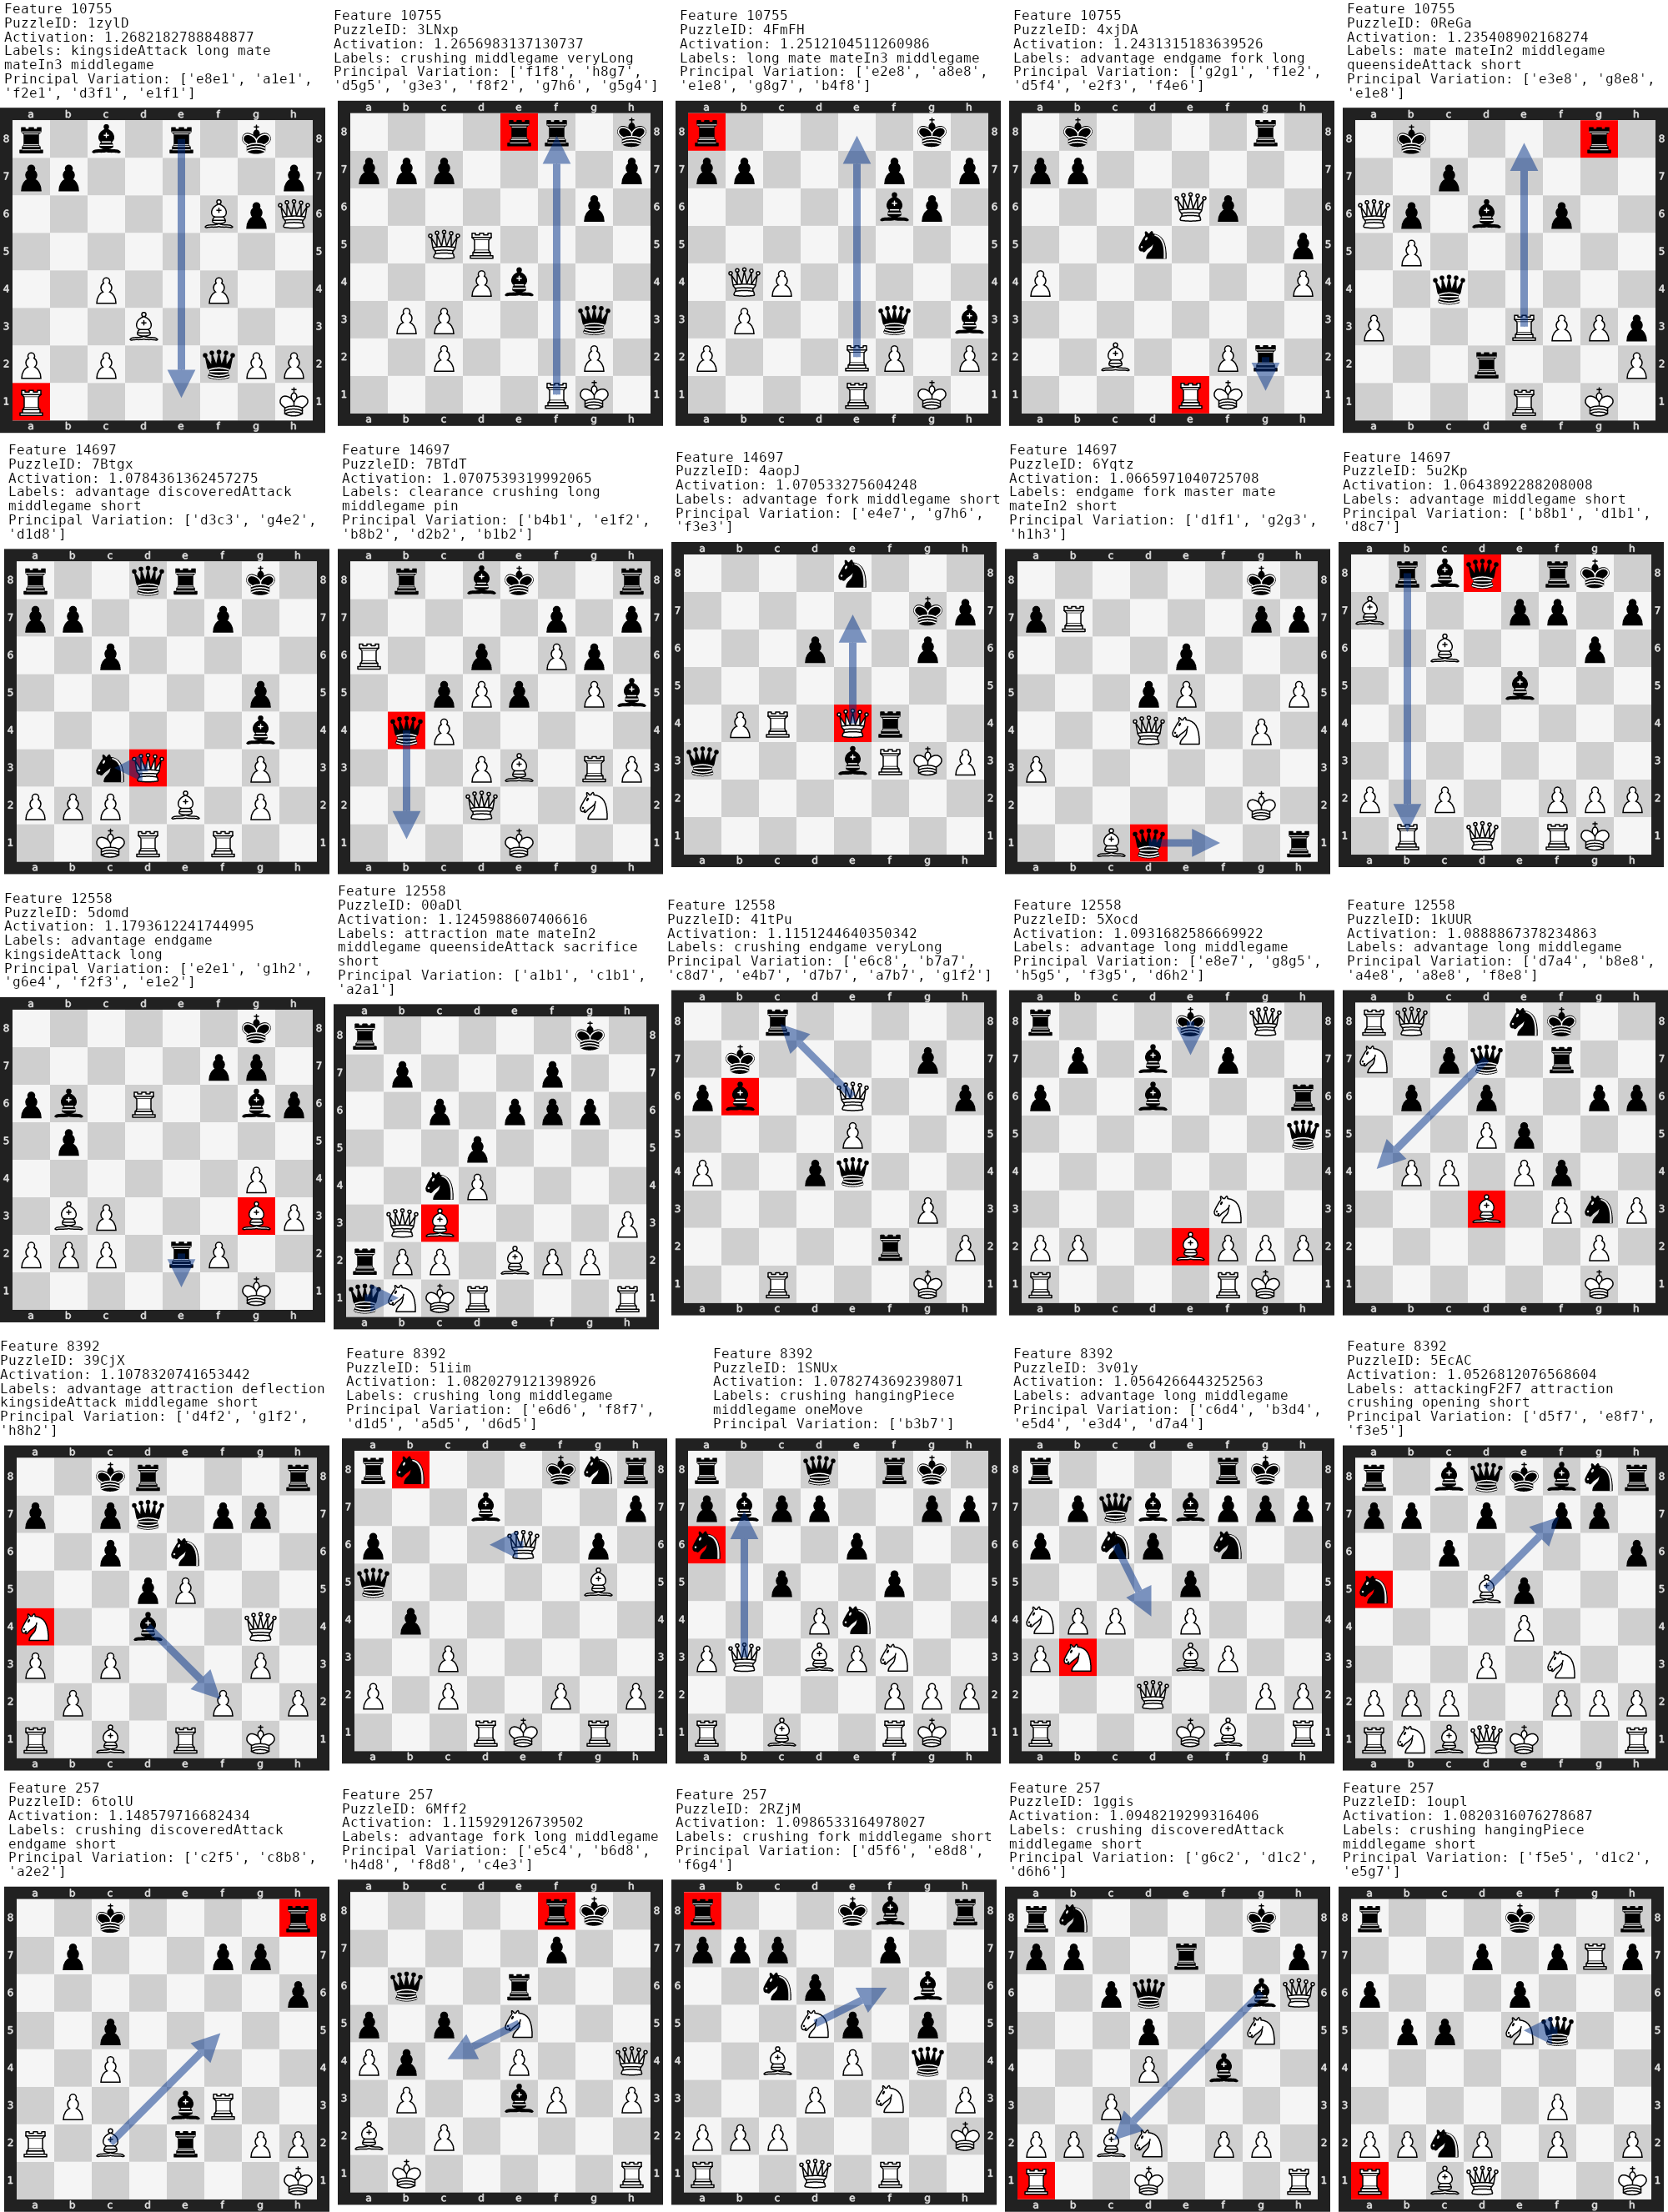 Feature 10755
PuzzleID: 1zylD
Activation: 1.2682182788848877
Labels: kingsideAttack long mate
mateIn3 middlegame
Principal Variation: ['e8e1', 'a1e1',
'f2e1', 'd3f1', 'e1f1']
Feature 10755
PuzzleID: 3LNxp
Activation: 1.2656983137130737
Labels: crushing middlegame veryLong
Principal Variation: ['f1f8', 'h8g7',
'd5g5', 'g3e3', 'f8f2', 'g7h6', 'g5g4']
Feature 10755
PuzzleID: 4FmFH
Activation: 1.2512104511260986
Labels: long mate mateIn3 middlegame
Principal Variation: ['e2e8', 'a8e8',
'e1e8', 'g8g7', 'b4f8']
Feature 10755
PuzzleID: 4xjDA
Activation: 1.2431315183639526
Labels: advantage endgame fork long
Principal Variation: ['g2g1', 'f1e2',
'd5f4', 'e2f3', 'f4e6']
Feature 10755
PuzzleID: 0ReGa
Activation: 1.235408902168274
Labels: mate mateIn2 middlegame
queensideAttack short
Principal Variation: ['e3e8', 'g8e8',
'e1e8']
Feature 14697
PuzzleID: 7Btgx
Activation: 1.0784361362457275
Labels: advantage discoveredAttack
middlegame short
Principal Variation: ['d3c3', 'g4e2',
'd1d8']
Feature 14697
PuzzleID: 7BTdT
Activation: 1.0707539319992065
Labels: clearance crushing long
middlegame pin
Principal Variation: ['b4b1', 'e1f2',
'b8b2', 'd2b2', 'b1b2']
Feature 14697
PuzzleID: 4aopJ
Activation: 1.070533275604248
Labels: advantage fork middlegame short
Principal Variation: ['e4e7', 'g7h6',
'f3e3']
Feature 14697
PuzzleID: 6Yqtz
Activation: 1.0665971040725708
Labels: endgame fork master mate
mateIn2 short
Principal Variation: ['d1f1', 'g2g3',
'h1h3']
Feature 14697
PuzzleID: 5u2Kp
Activation: 1.0643892288208008
Labels: advantage middlegame short
Principal Variation: ['b8b1', 'd1b1',
'd8c7']
Feature 12558
PuzzleID: 5domd
Activation: 1.1793612241744995
Labels: advantage endgame
kingsideAttack long
Principal Variation: ['e2e1', 'g1h2',
'g6e4', 'f2f3', 'e1e2']
Feature 12558
PuzzleID: 00aDl
Activation: 1.1245988607406616
Labels: attraction mate mateIn2
middlegame queensideAttack sacrifice
short
Principal Variation: ['a1b1', 'c1b1',
'a2a1']
Feature 12558
PuzzleID: 41tPu
Activation: 1.1151244640350342
Labels: crushing endgame veryLong
Principal Variation: ['e6c8', 'b7a7',
'c8d7', 'e4b7', 'd7b7', 'a7b7', 'g1f2']
Feature 12558
PuzzleID: 5Xocd
Activation: 1.0931682586669922
Labels: advantage long middlegame
Principal Variation: ['e8e7', 'g8g5',
'h5g5', 'f3g5', 'd6h2']
Feature 12558
PuzzleID: 1kUUR
Activation: 1.0888867378234863
Labels: advantage long middlegame
Principal Variation: ['d7a4', 'b8e8',
'a4e8', 'a8e8', 'f8e8']
Feature 8392
PuzzleID: 39CjX
Activation: 1.1078320741653442
Labels: advantage attraction deflection
kingsideAttack middlegame short
Principal Variation: ['d4f2', 'g1f2',
'h8h2']
Feature 8392
PuzzleID: 51iim
Activation: 1.0820279121398926
Labels: crushing long middlegame
Principal Variation: ['e6d6', 'f8f7',
'd1d5', 'a5d5', 'd6d5']
Feature 8392
PuzzleID: 1SNUx
Activation: 1.0782743692398071
Labels: crushing hangingPiece
middlegame oneMove
Principal Variation: ['b3b7']
Feature 8392
PuzzleID: 3v01y
Activation: 1.0564266443252563
Labels: advantage long middlegame
Principal Variation: ['c6d4', 'b3d4',
'e5d4', 'e3d4', 'd7a4']
Feature 8392
PuzzleID: 5EcAC
Activation: 1.0526812076568604
Labels: attackingF2F7 attraction
crushing opening short
Principal Variation: ['d5f7', 'e8f7',
'f3e5']
Feature 257
PuzzleID: 6tolU
Activation: 1.148579716682434
Labels: crushing discoveredAttack
endgame short
Principal Variation: ['c2f5', 'c8b8',
'a2e2']
Feature 257
PuzzleID: 6Mff2
Activation: 1.115929126739502
Labels: advantage fork long middlegame
Principal Variation: ['e5c4', 'b6d8',
'h4d8', 'f8d8', 'c4e3']
Feature 257
PuzzleID: 2RZjM
Activation: 1.0986533164978027
Labels: crushing fork middlegame short
Principal Variation: ['d5f6', 'e8d8',
'f6g4']
Feature 257
PuzzleID: 1ggis
Activation: 1.0948219299316406
Labels: crushing discoveredAttack
middlegame short
Principal Variation: ['g6c2', 'd1c2',
'd6h6']
Feature 257
PuzzleID: 1oupl
Activation: 1.0820316076278687
Labels: crushing hangingPiece
middlegame short
Principal Variation: ['f5e5', 'd1c2',
'e5g7']